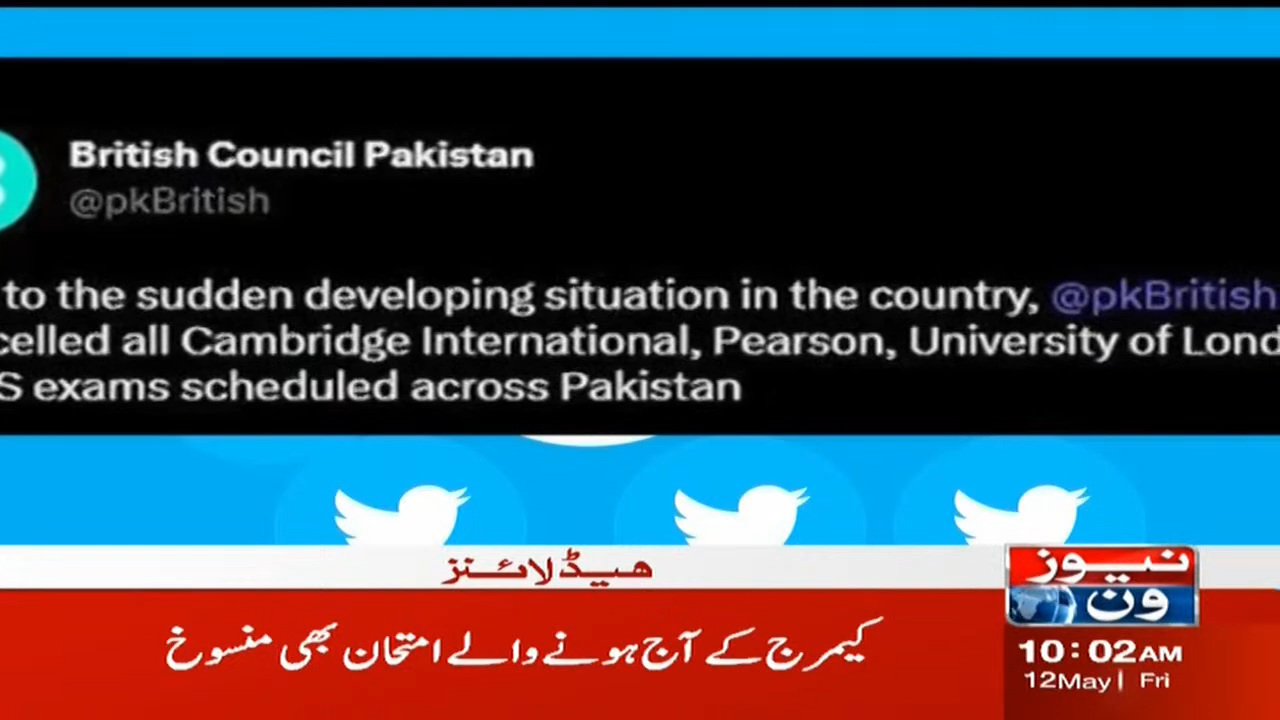 British Council Pakistan
@pkBritish
to the sudden developing situation in the country, @pkBritish
celled all Cambridge International, Pearson, University of Lond
S exams scheduled across Pakistan
ھیڈلائنز
کیمرج کے آج ہونے والے امتحان بھی منسوخ
نیوز
ون
10:02AM
12May| Fri